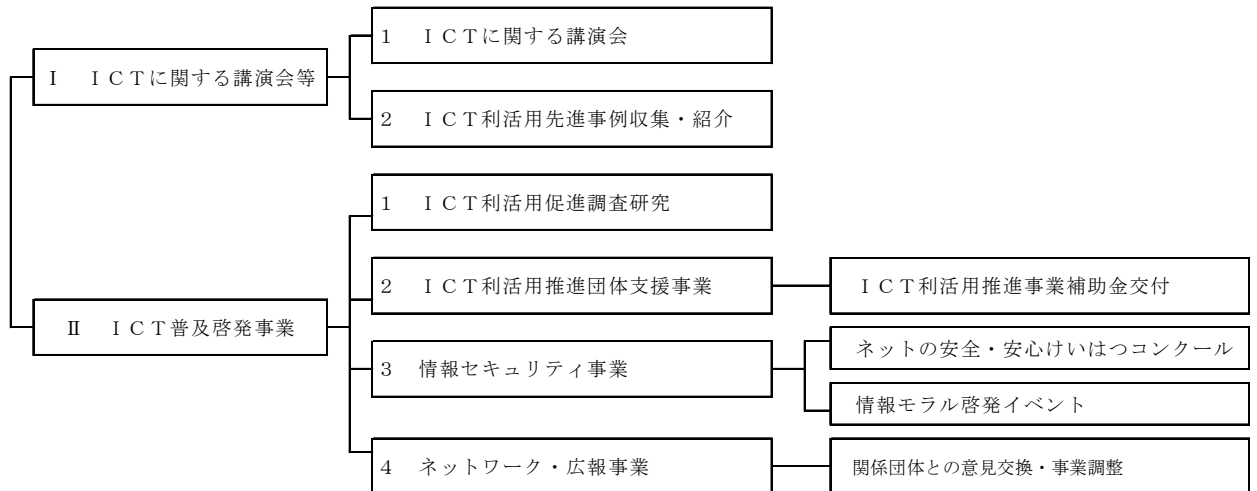 Ⅰ　ＩＣＴに関する講演会等
１　ＩＣＴに関する講演会
２　ＩＣＴ利活用先進事例収集・紹介
Ⅱ　ＩＣＴ普及啓発事業
１　ＩＣＴ利活用促進調査研究
２　ＩＣＴ利活用推進団体支援事業
ＩＣＴ利活用推進事業補助金交付
３　情報セキュリティ事業
ネットの安全・安心けいはつコンクール
情報モラル啓発イベント
４　ネットワーク・広報事業
関係団体との意見交換・事業調整